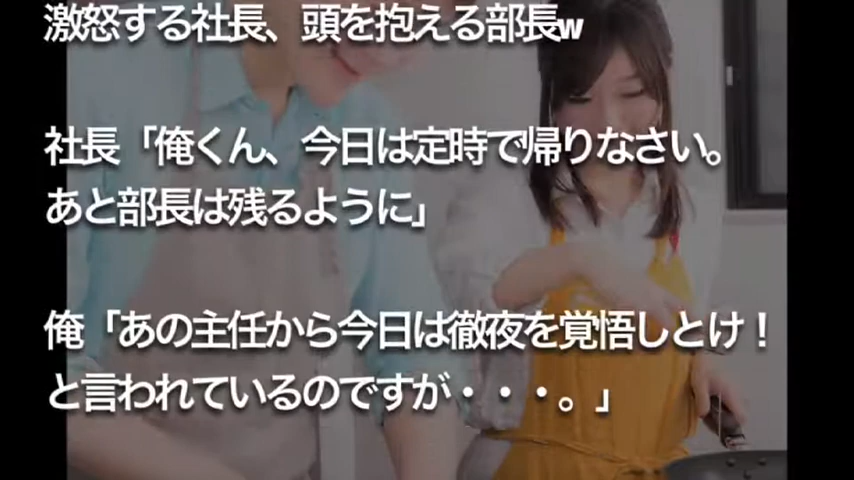 激怒する社長、頭を抱える部長w
社長「俺くん、今日は定時で帰りなさい。
あと部長は残るように」
俺「あの主任から今日は徹夜を覚悟しとけ！
と言われているのですが・・・。」